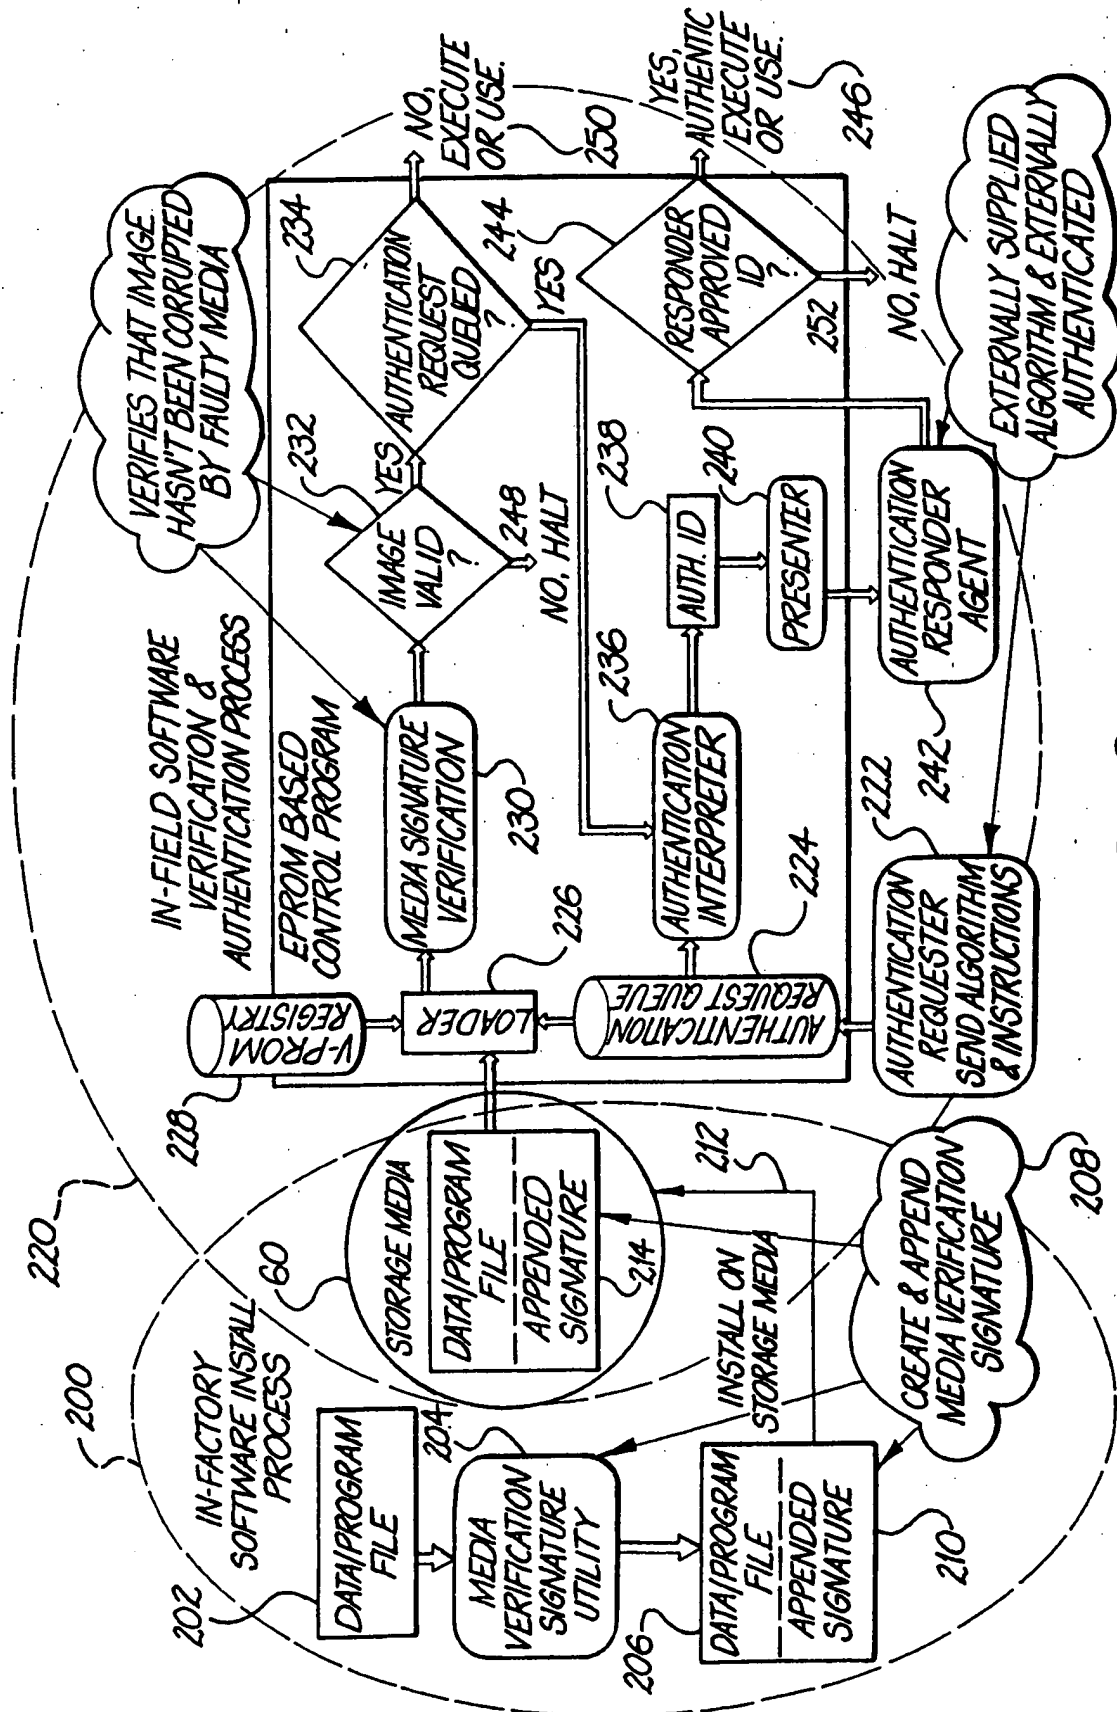 200
IN-FACTORY
SOFTWARE INSTALL
PROCESS
202
DATA/PROGRAM
FILE
204
MEDIA
VERIFICATION
SIGNATURE
UTILITY
206
DATA/PROGRAM
FILE
APPENDED
SIGNATURE
210
INSTALL ON
STORAGE MEDIA
212
CREATE & APPEND
MEDIA VERIFICATION
SIGNATURE
208
60
STORAGE MEDIA
DATA/PROGRAM
FILE
APPENDED
SIGNATURE
214
220
IN-FIELD SOFTWARE
VERIFICATION &
AUTHENTICATION PROCESS
EPROM BASED
CONTROL PROGRAM
228
V-PROM
REGISTRY
LOADER
226
AUTHENTICATION
REQUEST QUEUE
224
AUTHENTICATION
REQUESTER
SEND ALGORITHM
& INSTRUCTIONS
222
MEDIA SIGNATURE
VERIFICATION
230
VERIFIES THAT IMAGE
HASN'T BEEN CORRUPTED
BY FAULTY MEDIA
IMAGE
VALID
?
232
YES
248
NO, HALT
AUTHENTICATION
REQUEST
QUEUED
?
234
YES
NO,
EXECUTE
OR USE.
250
AUTHENTICATION
INTERPRETER
236
AUTH. ID
238
PRESENTER
240
AUTHENTICATION
RESPONDER
AGENT
242
RESPONDER
APPROVED
ID
?
244
YES,
AUTHENTIC
EXECUTE
OR USE.
246
252
NO, HALT
EXTERNALLY SUPPLIED
ALGORITHM & EXTERNALLY
AUTHENTICATED